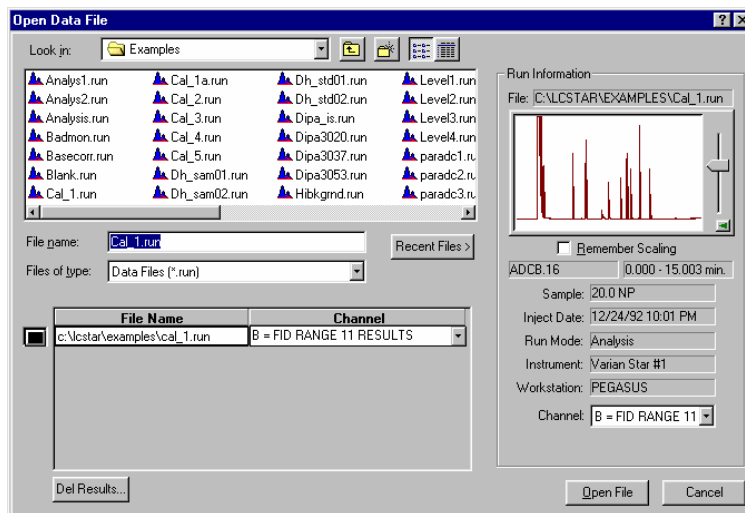 Open Data File
Look in: Examples
Analys1.run Cal_1a.run Dh_std01.run Level1.run
Analys2.run Cal_2.run Dh_std02.run Level2.run
Analysis.run Cal_3.run Dipa_is.run Level3.run
Badmon.run Cal_4.run Dipa3020.run Level4.run
Basecorr.run Cal_5.run Dipa3037.run paradc1.ru
Blank.run Dh_sam01.run Dipa3053.run paradc2.ru
Cal_1.run Dh_sam02.run Hibkgrnd.run paradc3.ru
File name: Cal_1.run
Recent Files >
Files of type: Data Files (*.run)
File Name Channel
c:\lcstar\examples\cal_1.run B = FID RANGE 11 RESULTS
Del Results...
Run Information
File: C:\LCSTAR\EXAMPLES\Cal_1.run
Remember Scaling
ADCB.16 0.000 - 15.003 min.
Sample: 20.0 NP
Inject Date: 12/24/92 10:01 PM
Run Mode: Analysis
Instrument: Varian Star #1
Workstation: PEGASUS
Channel: B = FID RANGE 11
Open File Cancel